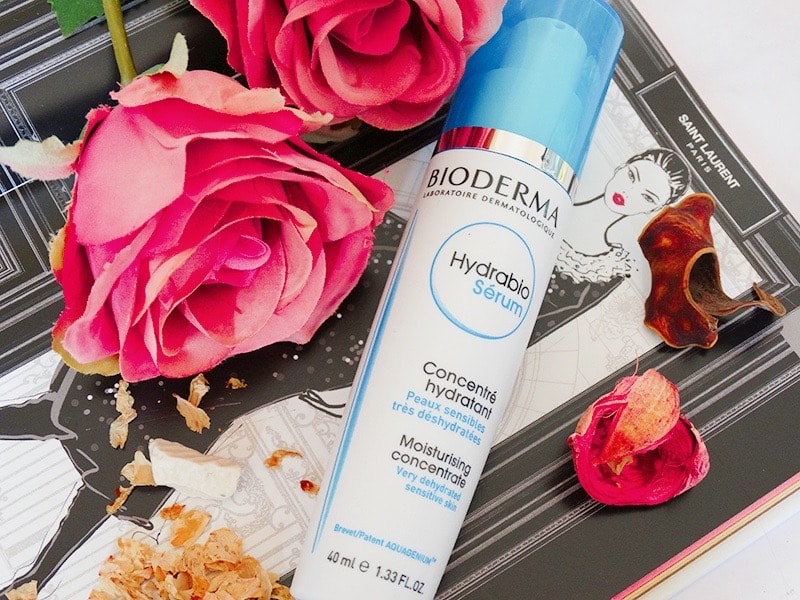 BIODERMA
LABORATOIRE DERMATOLOGIQUE
Hydrabio
Sérum
Concentré
hydratant
Peaux sensibles
très déshydratées
Moisturising
concentrate
Very dehydrated
sensitive skin
Brevet/Patent AQUAGENIUM™
40 ml ℮ 1.33 FL.OZ.
SAINT LAURENT
PARIS